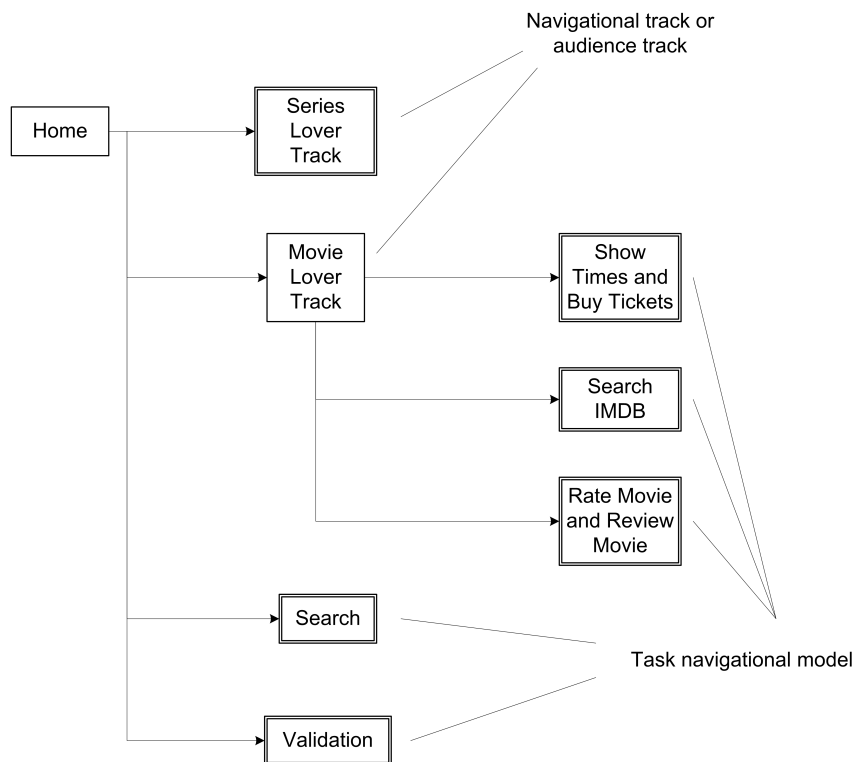 Navigational track or
audience track
Home
Series
Lover
Track
Movie
Lover
Track
Show
Times and
Buy Tickets
Search
IMDB
Rate Movie
and Review
Movie
Search
Task navigational model
Validation